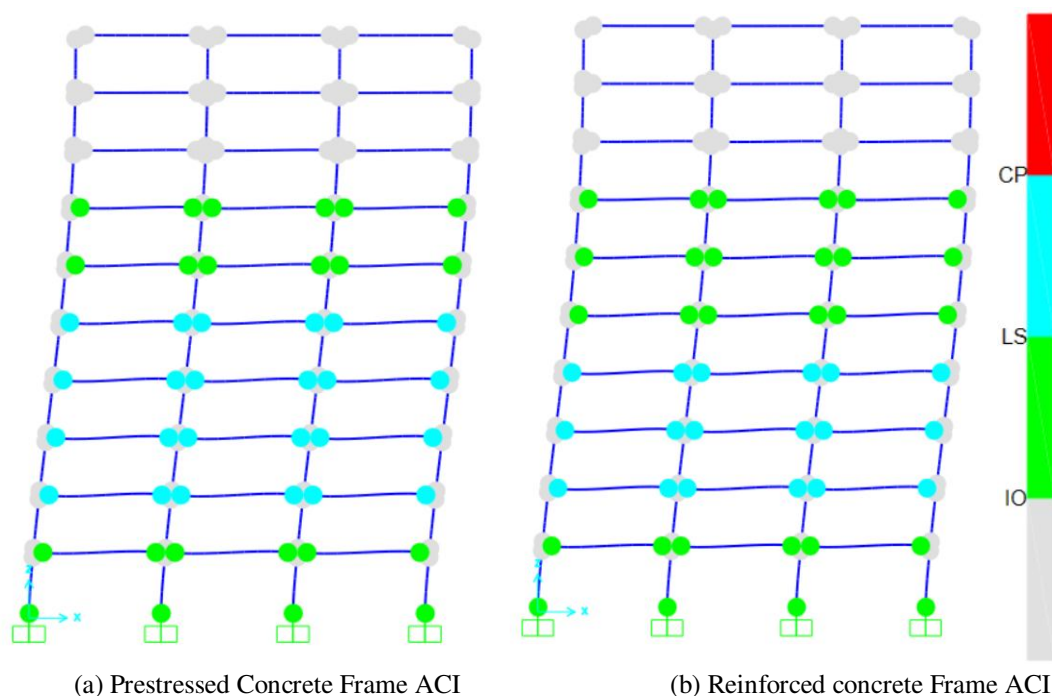 CP
LS
IO
z
x
z
x
(a) Prestressed Concrete Frame ACI
(b) Reinforced concrete Frame ACI